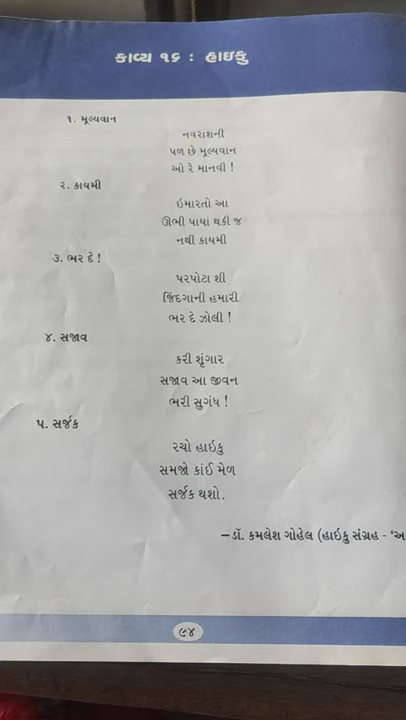 કાવ્ય ૧૬ : હાઇકુ
૧. મૂલ્યવાન
નવરાશની
પળ છે મૂલ્યવાન
ઓ રે માનવી !
૨. કાયમી
ઇમારતો આ
ઊભી પાયા થકી જ
નથી કાયમી
૩. ભર દે !
પરપોટા શી
જિંદગાની હમારી
ભર દે ઝોલી !
૪. સજાવ
કરી શૃંગાર
સજાવ આ જીવન
ભરી સુગંધ !
૫. સર્જક
રચો હાઇકુ
સમજો કાંઈ મેળ
સર્જક થશો.
– ડૉ. કમલેશ ગોહેલ (હાઇકુ સંગ્રહ -
૯૪